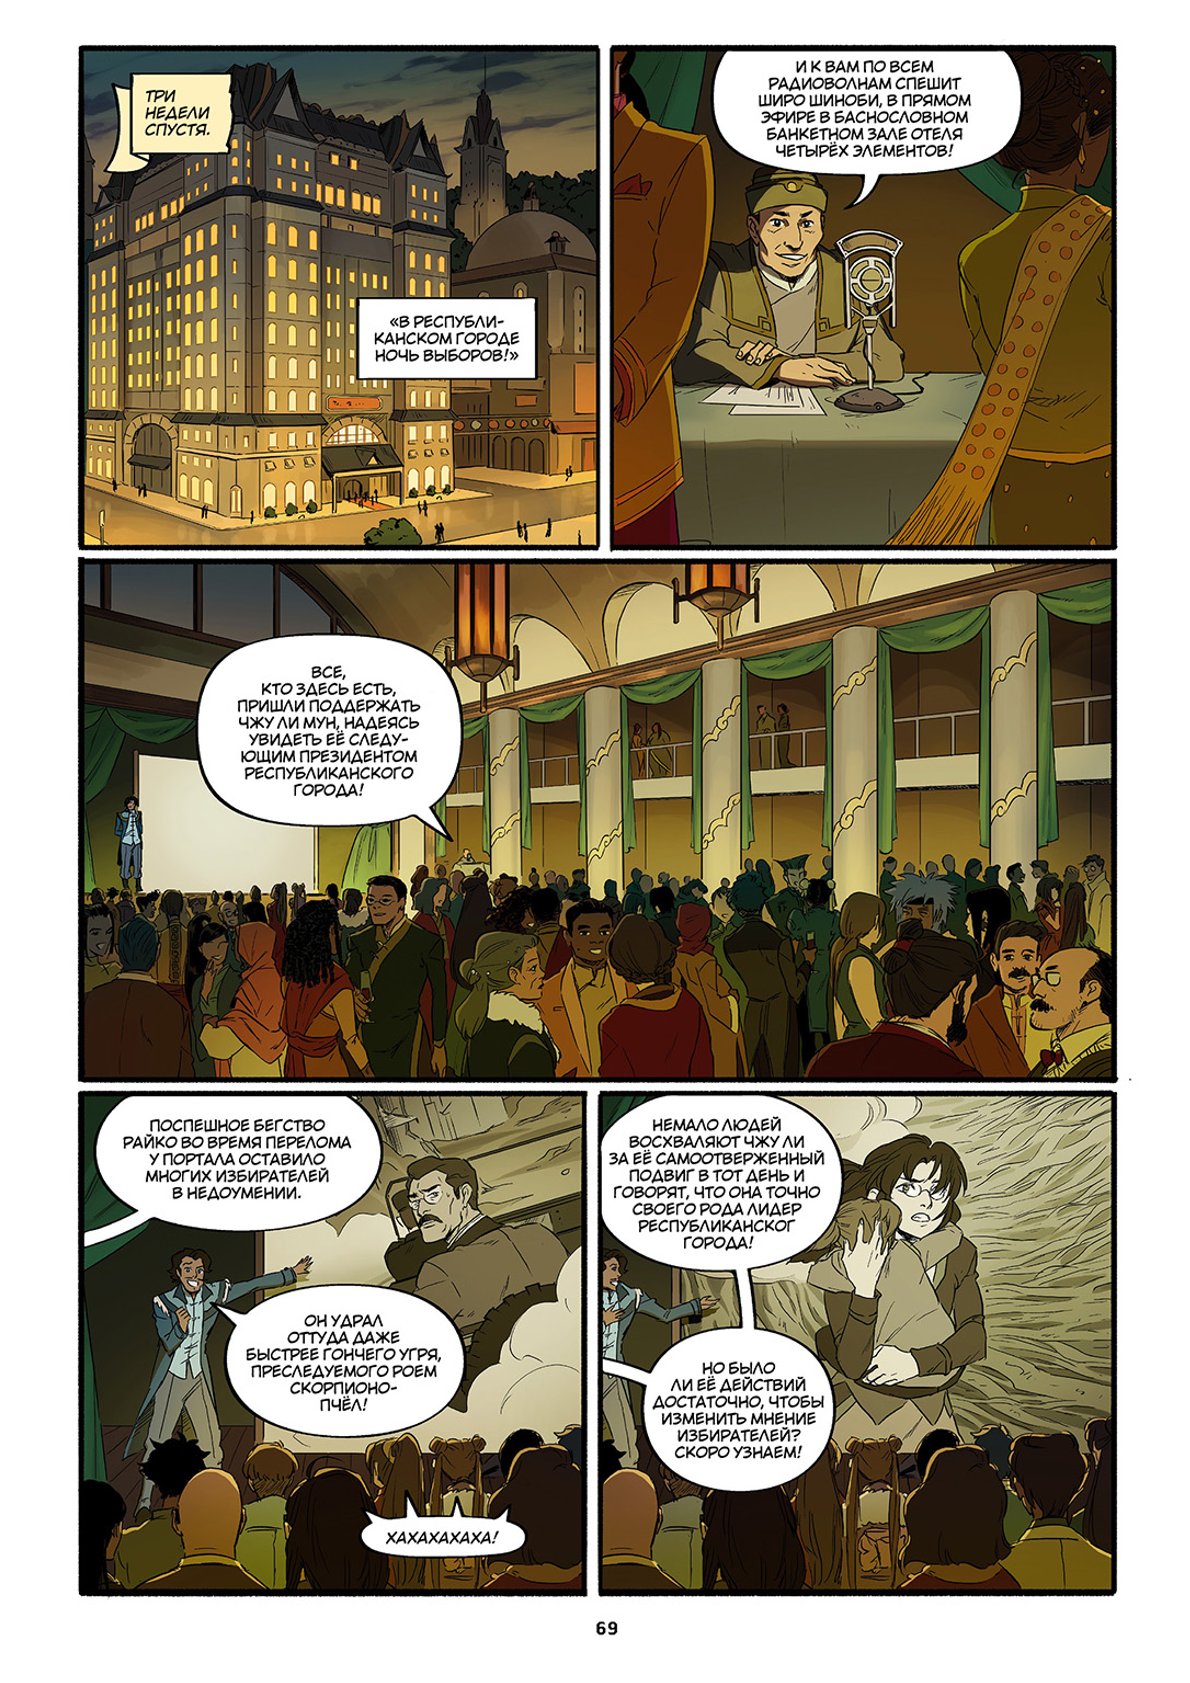 ТРИ
НЕДЕЛИ
СПУСТЯ.
«В РЕСПУБЛИ-
КАНСКОМ ГОРОДЕ
НОЧЬ ВЫБОРОВ!»
И К ВАМ ПО ВСЕМ
РАДИОВОЛНАМ СПЕШИТ
ШИРО ШИНОБИ, В ПРЯМОМ
ЭФИРЕ В БАСНОСЛОВНОМ
БАНКЕТНОМ ЗАЛЕ ОТЕЛЯ
ЧЕТЫРЁХ ЭЛЕМЕНТОВ!
ВСЕ,
КТО ЗДЕСЬ ЕСТЬ,
ПРИШЛИ ПОДДЕРЖАТЬ
ЧЖУ ЛИ МУН, НАДЕЯСЬ
УВИДЕТЬ ЕЁ СЛЕДУ-
ЮЩИМ ПРЕЗИДЕНТОМ
РЕСПУБЛИКАНСКОГО
ГОРОДА!
ПОСПЕШНОЕ БЕГСТВО
РАЙКО ВО ВРЕМЯ ПЕРЕЛОМА
У ПОРТАЛА ОСТАВИЛО
МНОГИХ ИЗБИРАТЕЛЕЙ
В НЕДОУМЕНИИ.
ОН УДРАЛ
ОТТУДА ДАЖЕ
БЫСТРЕЕ ГОНЧЕГО УГРЯ,
ПРЕСЛЕДУЕМОГО РОЕМ
СКОРПИОНО-
ПЧЁЛ!
ХАХАХАХАХА!
НЕМАЛО ЛЮДЕЙ
ВОСХВАЛЯЮТ ЧЖУ ЛИ
ЗА ЕЁ САМООТВЕРЖЕННЫЙ
ПОДВИГ В ТОТ ДЕНЬ И
ГОВОРЯТ, ЧТО ОНА ТОЧНО
СВОЕГО РОДА ЛИДЕР
РЕСПУБЛИКАНСКОГ
ГОРОДА!
НО БЫЛО
ЛИ ЕЁ ДЕЙСТВИЙ
ДОСТАТОЧНО, ЧТОБЫ
ИЗМЕНИТЬ МНЕНИЕ
ИЗБИРАТЕЛЕЙ?
СКОРО УЗНАЕМ!
69